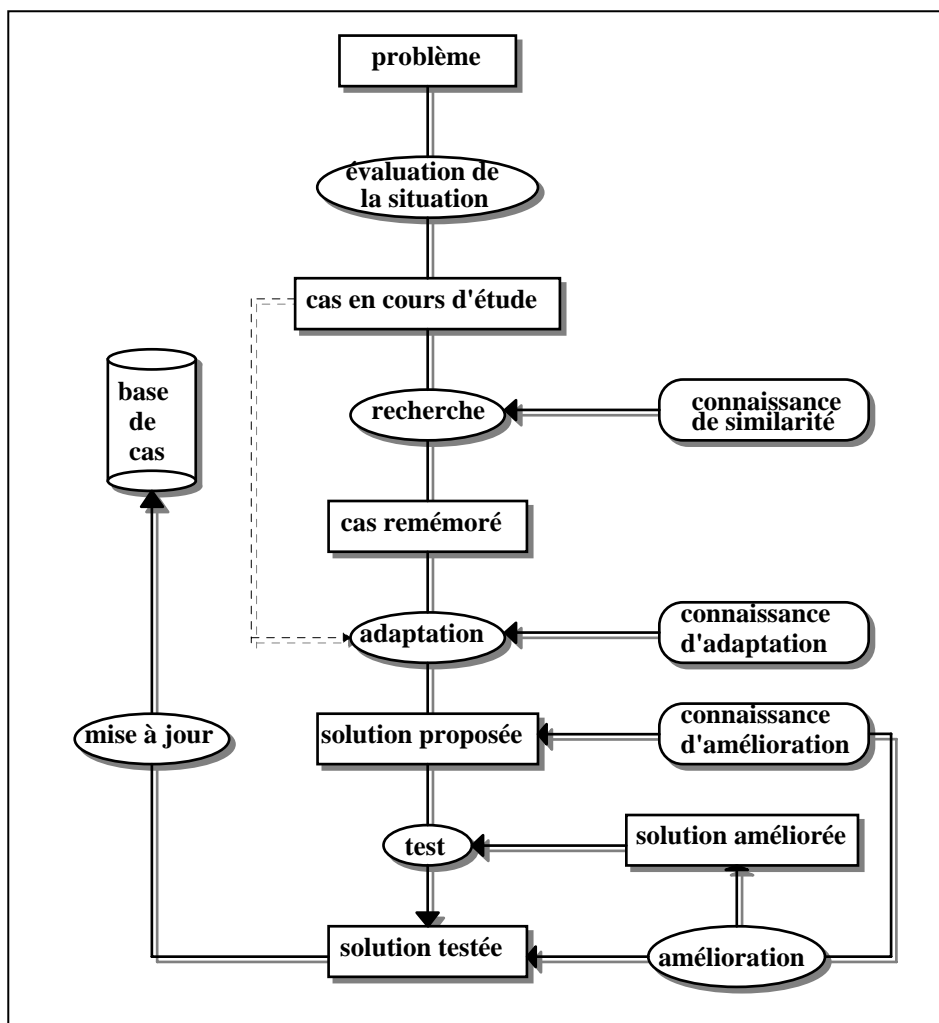 problème
évaluation de
la situation
cas en cours d'étude
base
de
cas
recherche
connaissance
de similarité
cas remémoré
adaptation
connaissance
d'adaptation
mise à jour
solution proposée
connaissance
d'amélioration
test
solution améliorée
solution testée
amélioration